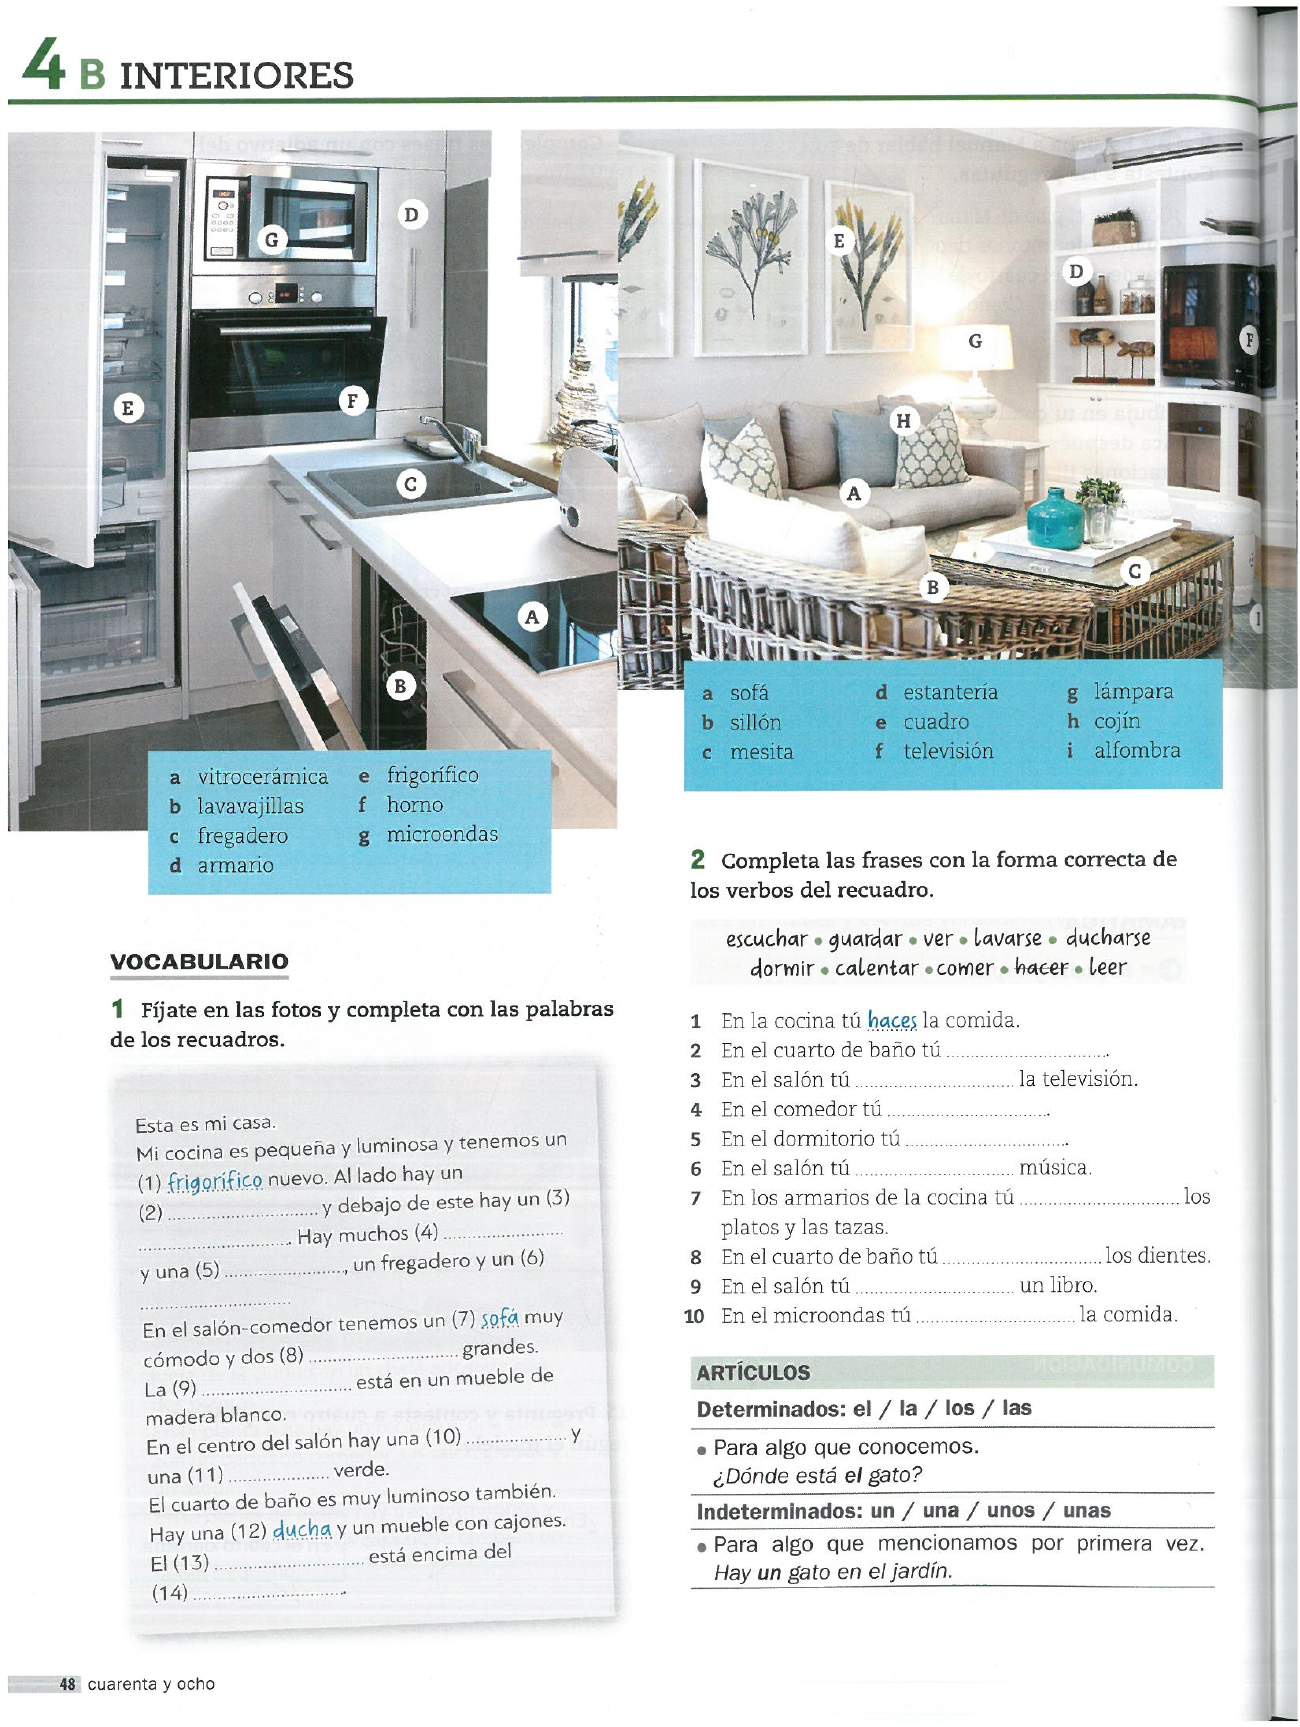 4 B INTERIORES
G
D
E
F
C
A
B
E
D
G
F
H
A
C
B
I
a vitrocerámica
b lavavajillas
c fregadero
d armario
e frigorífico
f horno
g microondas
a sofá
b sillón
c mesita
d estantería
e cuadro
f televisión
g lámpara
h cojín
i alfombra
VOCABULARIO
1 Fíjate en las fotos y completa con las palabras
de los recuadros.
Esta es mi casa.
Mi cocina es pequeña y luminosa y tenemos un
(1) frigorífico nuevo. Al lado hay un
(2) .............................. y debajo de este hay un (3)
.............................. . Hay muchos (4) ........................
y una (5) ........................, un fregadero y un (6)
..............................
En el salón-comedor tenemos un (7) sofá muy
cómodo y dos (8) .............................. grandes.
La (9) .............................. está en un mueble de
madera blanco.
En el centro del salón hay una (10) .................... y
una (11) .................... verde.
El cuarto de baño es muy luminoso también.
Hay una (12) ducha y un mueble con cajones.
El (13) .............................. está encima del
(14) ..............................
2 Completa las frases con la forma correcta de
los verbos del recuadro.
escuchar • guardar • ver • lavarse • ducharse
dormir • calentar • comer • hacer • leer
1 En la cocina tú haces la comida.
2 En el cuarto de baño tú ...............................
3 En el salón tú .............................. la televisión.
4 En el comedor tú ...............................
5 En el dormitorio tú ...............................
6 En el salón tú .............................. música.
7 En los armarios de la cocina tú .............................. los
platos y las tazas.
8 En el cuarto de baño tú .............................. los dientes.
9 En el salón tú .............................. un libro.
10 En el microondas tú .............................. la comida.
ARTÍCULOS
Determinados: el / la / los / las
• Para algo que conocemos.
¿Dónde está el gato?
Indeterminados: un / una / unos / unas
• Para algo que mencionamos por primera vez.
Hay un gato en el jardín.
48 cuarenta y ocho